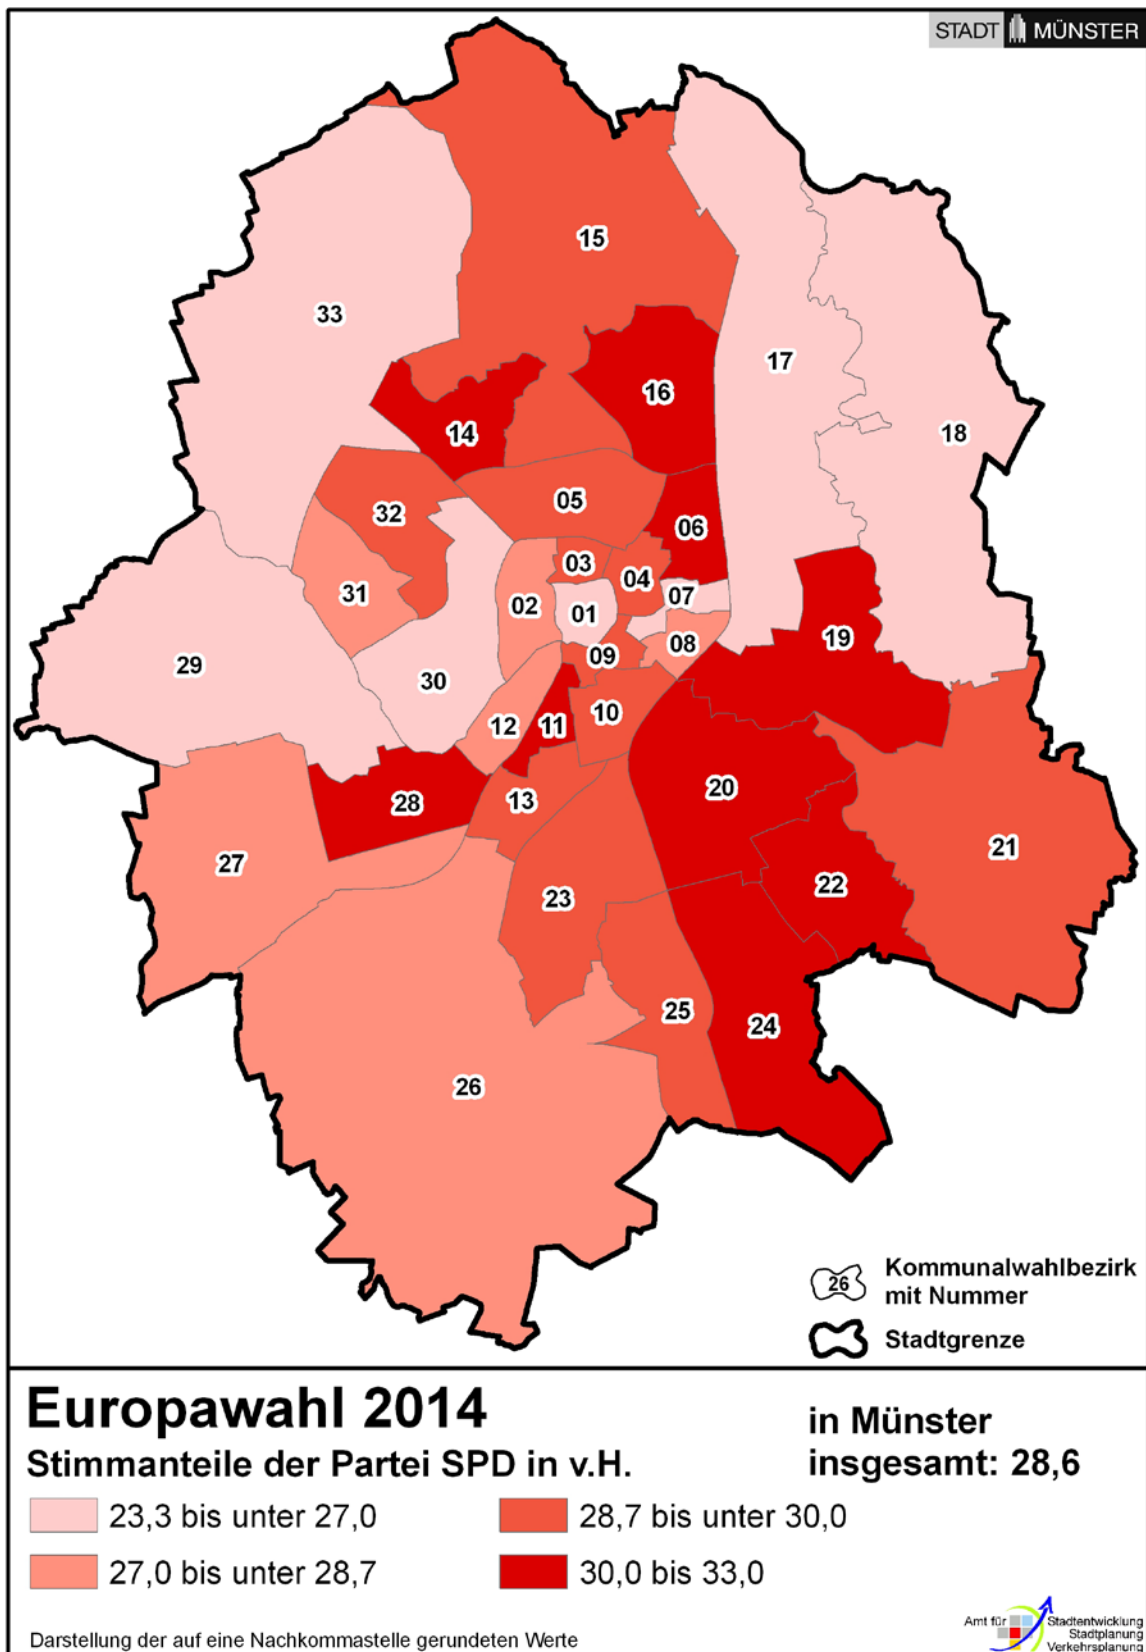 STADT MÜNSTER
15
33
17
16
18
14
05
32
06
03
04
31
07
02
01
19
08
09
29
30
10
12
11
20
13
28
21
27
22
23
25
24
26
26 Kommunalwahlbezirk
mit Nummer
Stadtgrenze
Europawahl 2014
Stimmanteile der Partei SPD in v.H.
in Münster
insgesamt: 28,6
23,3 bis unter 27,0
28,7 bis unter 30,0
27,0 bis unter 28,7
30,0 bis 33,0
Darstellung der auf eine Nachkommastelle gerundeten Werte
Amt für Stadtentwicklung
Stadtplanung
Verkehrsplanung